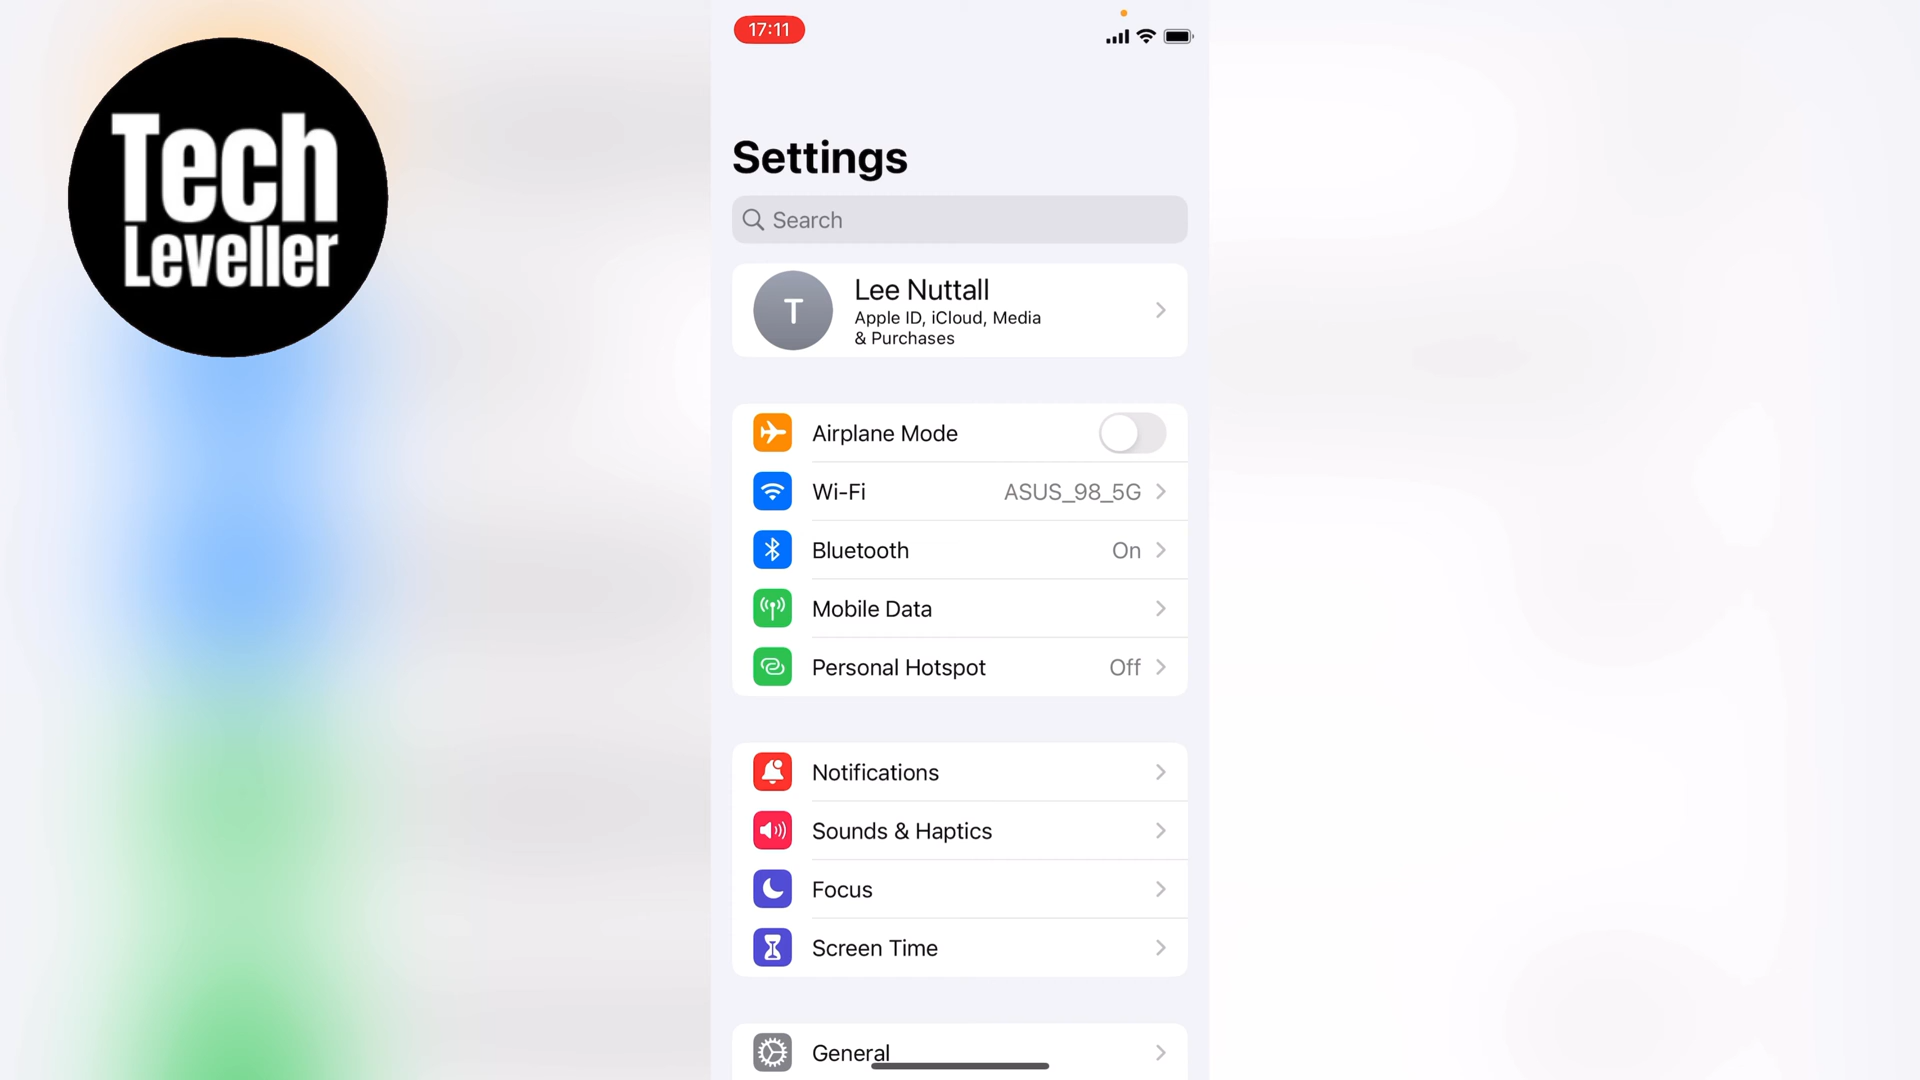 Tech
Leveller
17:11
Settings
Search
T
Lee Nuttall
Apple ID, iCloud, Media
& Purchases
Airplane Mode
Wi-Fi ASUS_98_5G
Bluetooth On
Mobile Data
Personal Hotspot Off
Notifications
Sounds & Haptics
Focus
Screen Time
General